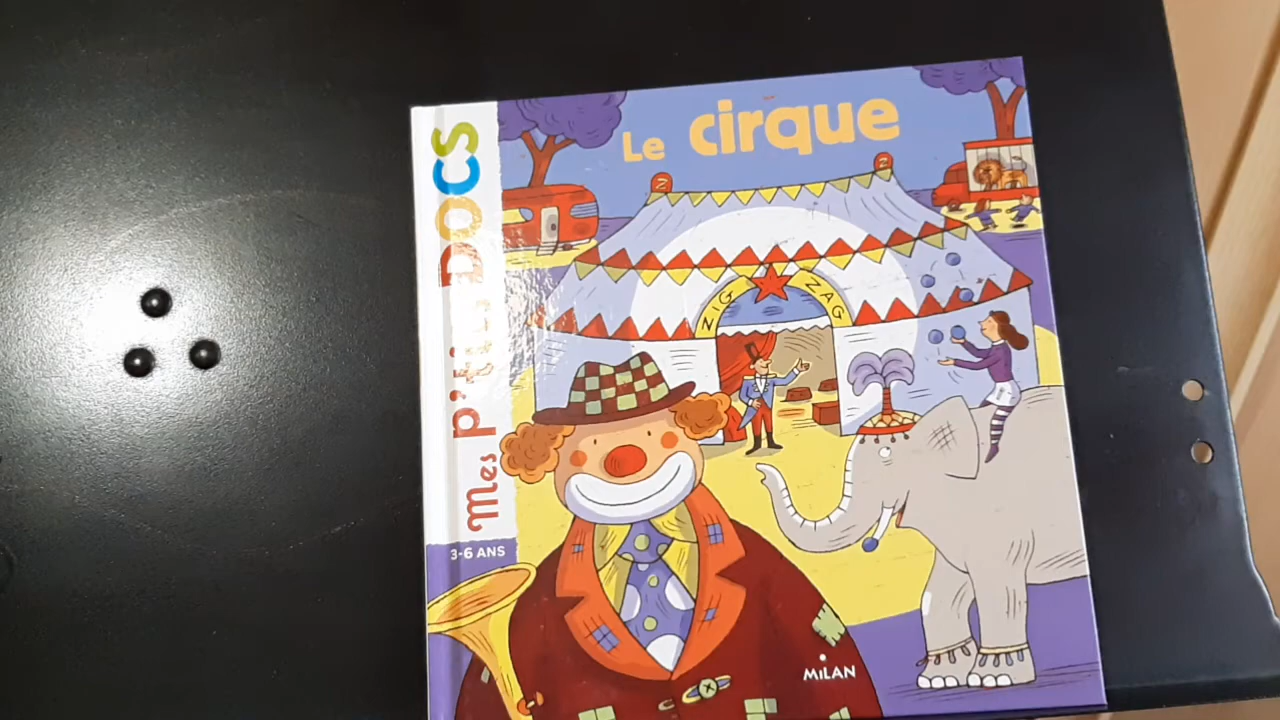 Le cirque
Mes p'tits DOCS
3-6 ANS
Z
Z
ZIG ZAG
MILAN